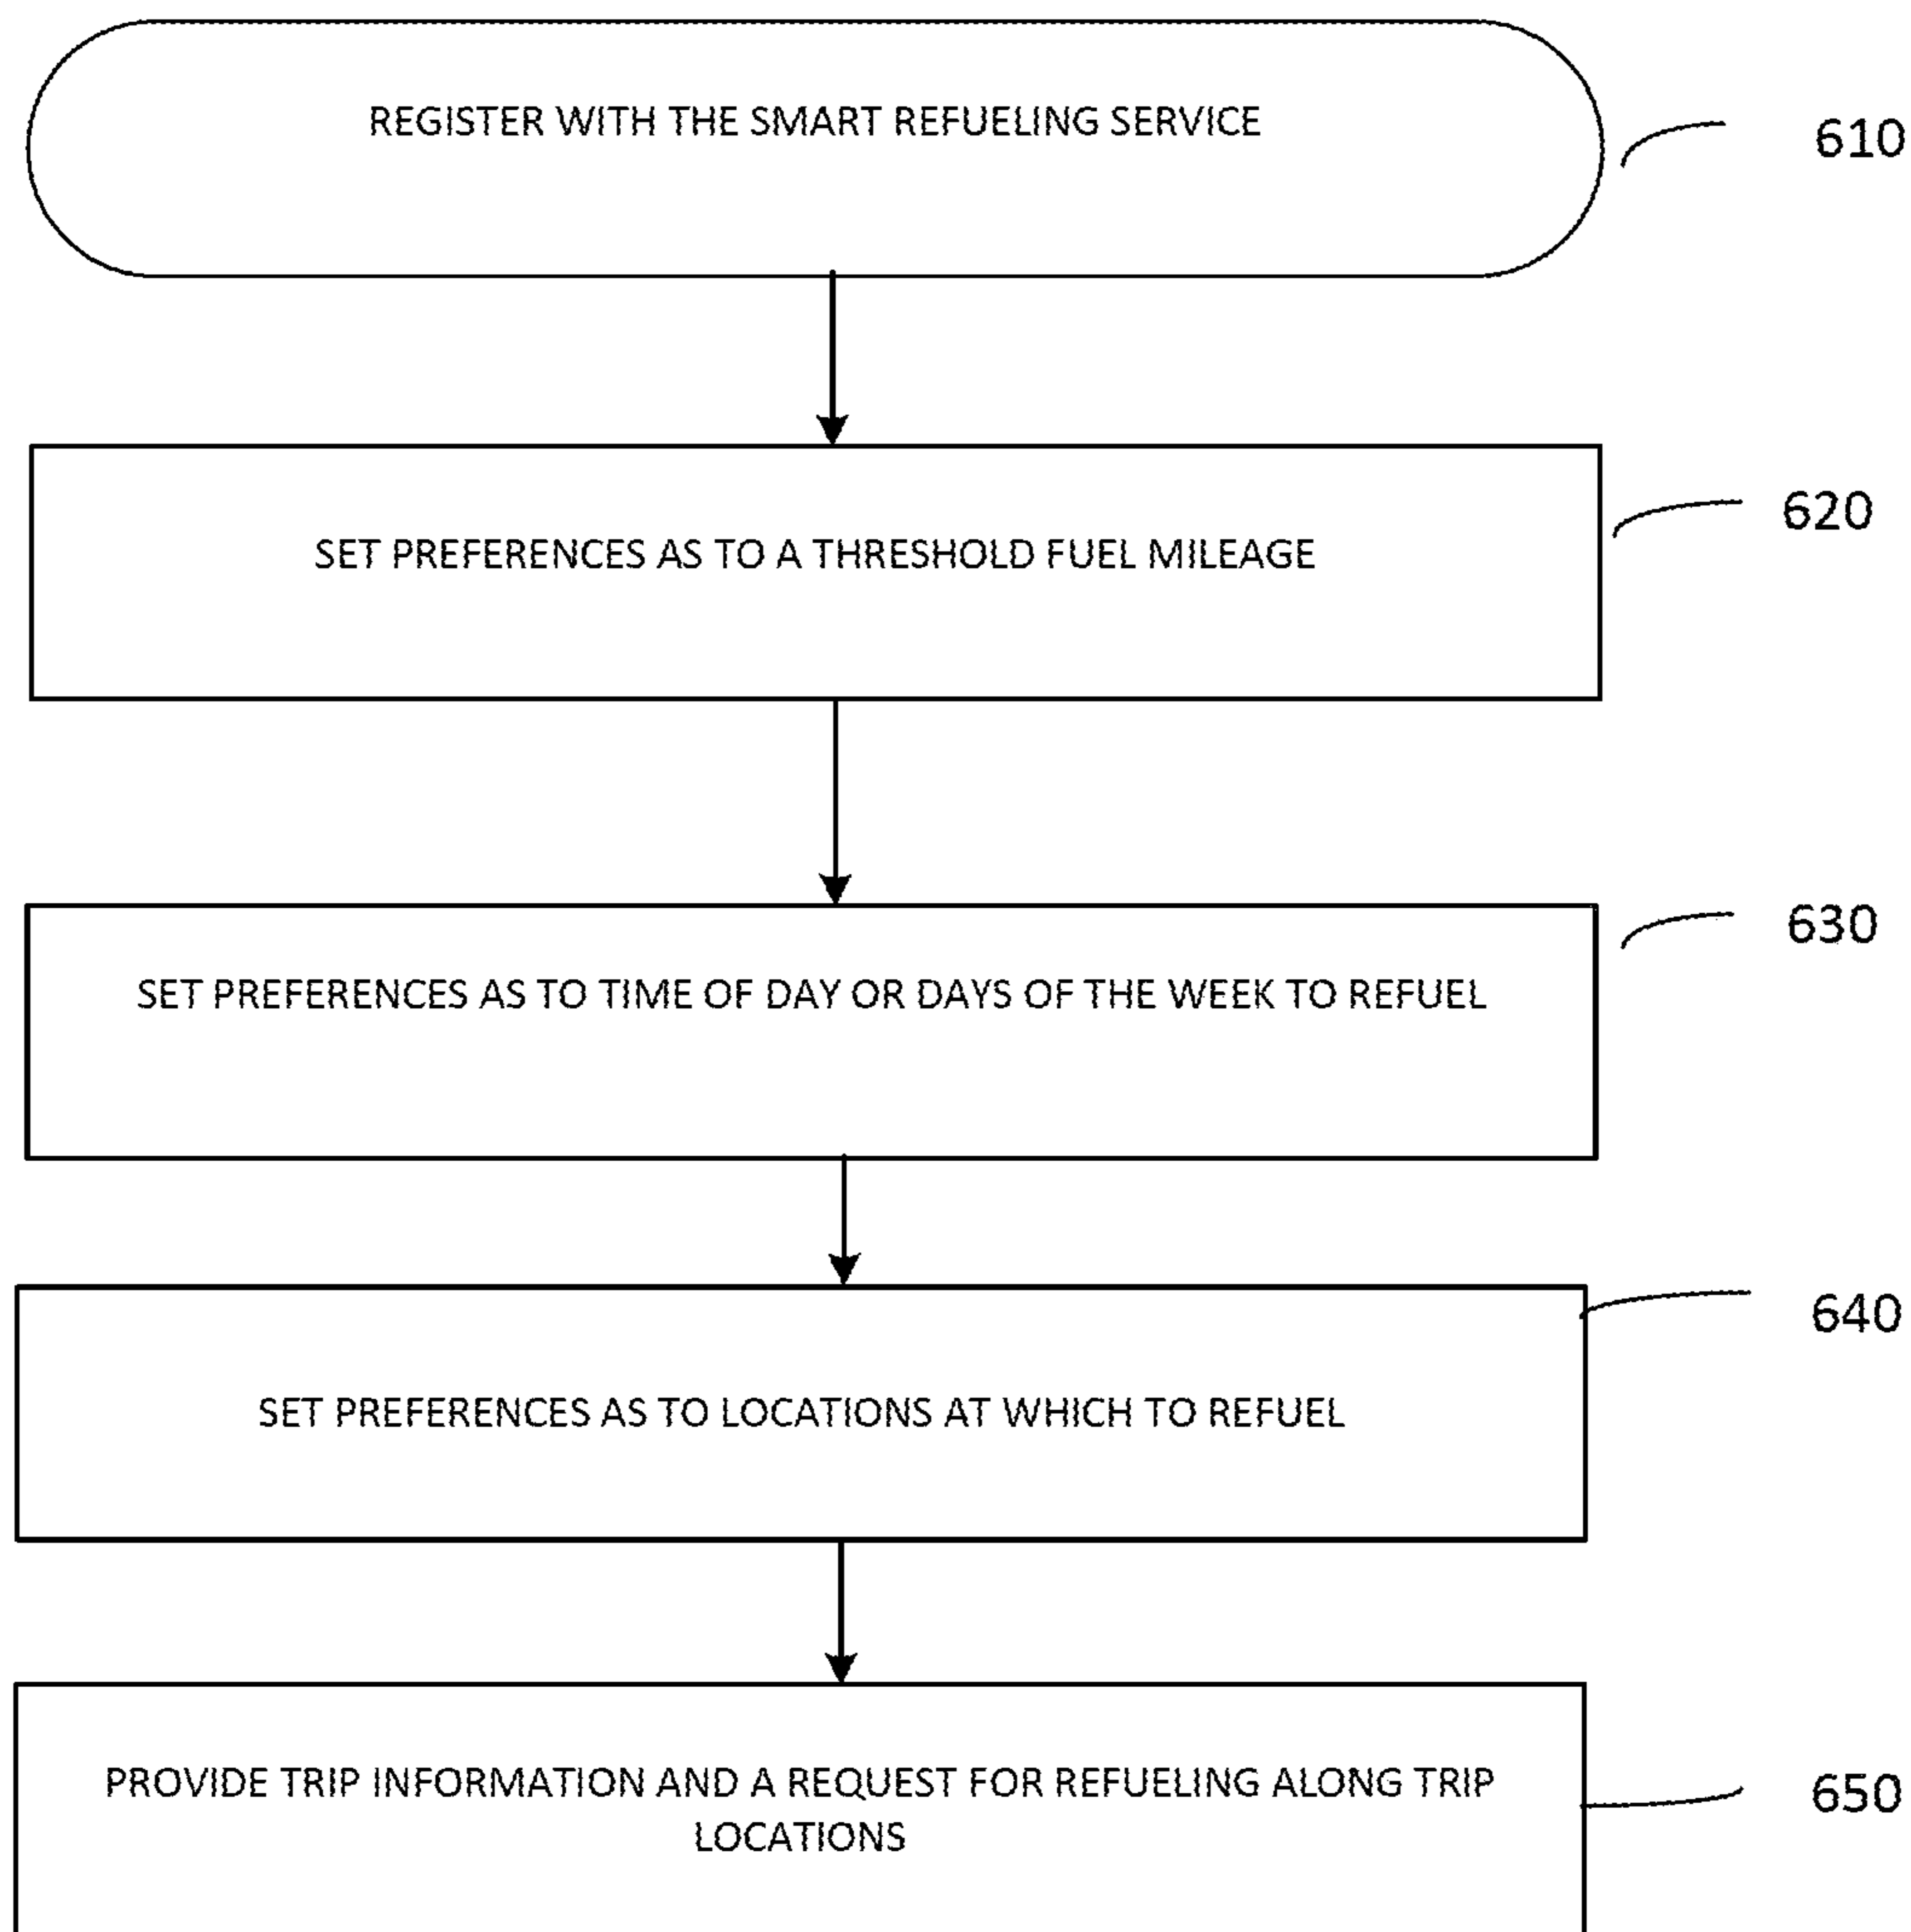 REGISTER WITH THE SMART REFUELING SERVICE
610
SET PREFERENCES AS TO A THRESHOLD FUEL MILEAGE
620
SET PREFERENCES AS TO TIME OF DAY OR DAYS OF THE WEEK TO REFUEL
630
SET PREFERENCES AS TO LOCATIONS AT WHICH TO REFUEL
640
PROVIDE TRIP INFORMATION AND A REQUEST FOR REFUELING ALONG TRIP
LOCATIONS
650